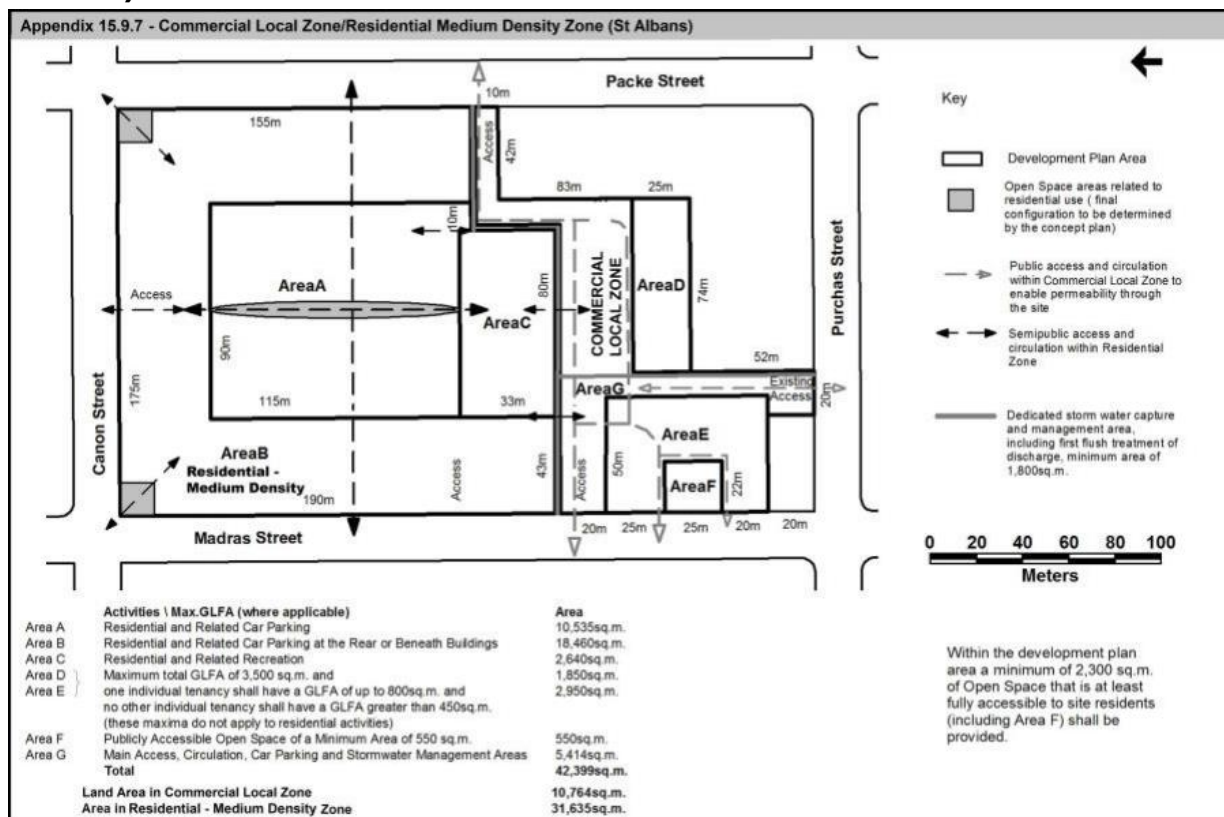 Appendix 15.9.7 - Commercial Local Zone/Residential Medium Density Zone (St Albans)
Packe Street
10m
155m
Access
42m
83m
25m
10m
Access
AreaA
80m
COMMERCIAL
LOCAL ZONE
AreaD
74m
AreaC
Purchas Street
Canon Street
175m
90m
52m
AreaG
Existing
Access
20m
115m
33m
AreaE
AreaB
Residential -
Medium Density
Access
43m
Access
50m
AreaF
22m
190m
20m
25m
25m
20m
20m
Madras Street
Key
Development Plan Area
Open Space areas related to
residential use ( final
configuration to be determined
by the concept plan)
Public access and circulation
within Commercial Local Zone to
enable permeability through
the site
Semipublic access and
circulation within Residential
Zone
Dedicated storm water capture
and management area,
including first flush treatment of
discharge, minimum area of
1,800sq.m.
0 20 40 60 80 100
Meters
Within the development plan
area a minimum of 2,300 sq.m.
of Open Space that is at least
fully accessible to site residents
(including Area F) shall be
provided.
Activities \ Max.GLFA (where applicable) Area
Area A Residential and Related Car Parking 10,535sq.m.
Area B Residential and Related Car Parking at the Rear or Beneath Buildings 18,460sq.m.
Area C Residential and Related Recreation 2,640sq.m.
Area D Maximum total GLFA of 3,500 sq.m. and 1,850sq.m.
Area E one individual tenancy shall have a GLFA of up to 800sq.m. and 2,950sq.m.
no other individual tenancy shall have a GLFA greater than 450sq.m.
(these maxima do not apply to residential activities)
Area F Publicly Accessible Open Space of a Minimum Area of 550 sq.m. 550sq.m.
Area G Main Access, Circulation, Car Parking and Stormwater Management Areas 5,414sq.m.
Total 42,399sq.m.
Land Area in Commercial Local Zone 10,764sq.m.
Area in Residential - Medium Density Zone 31,635sq.m.